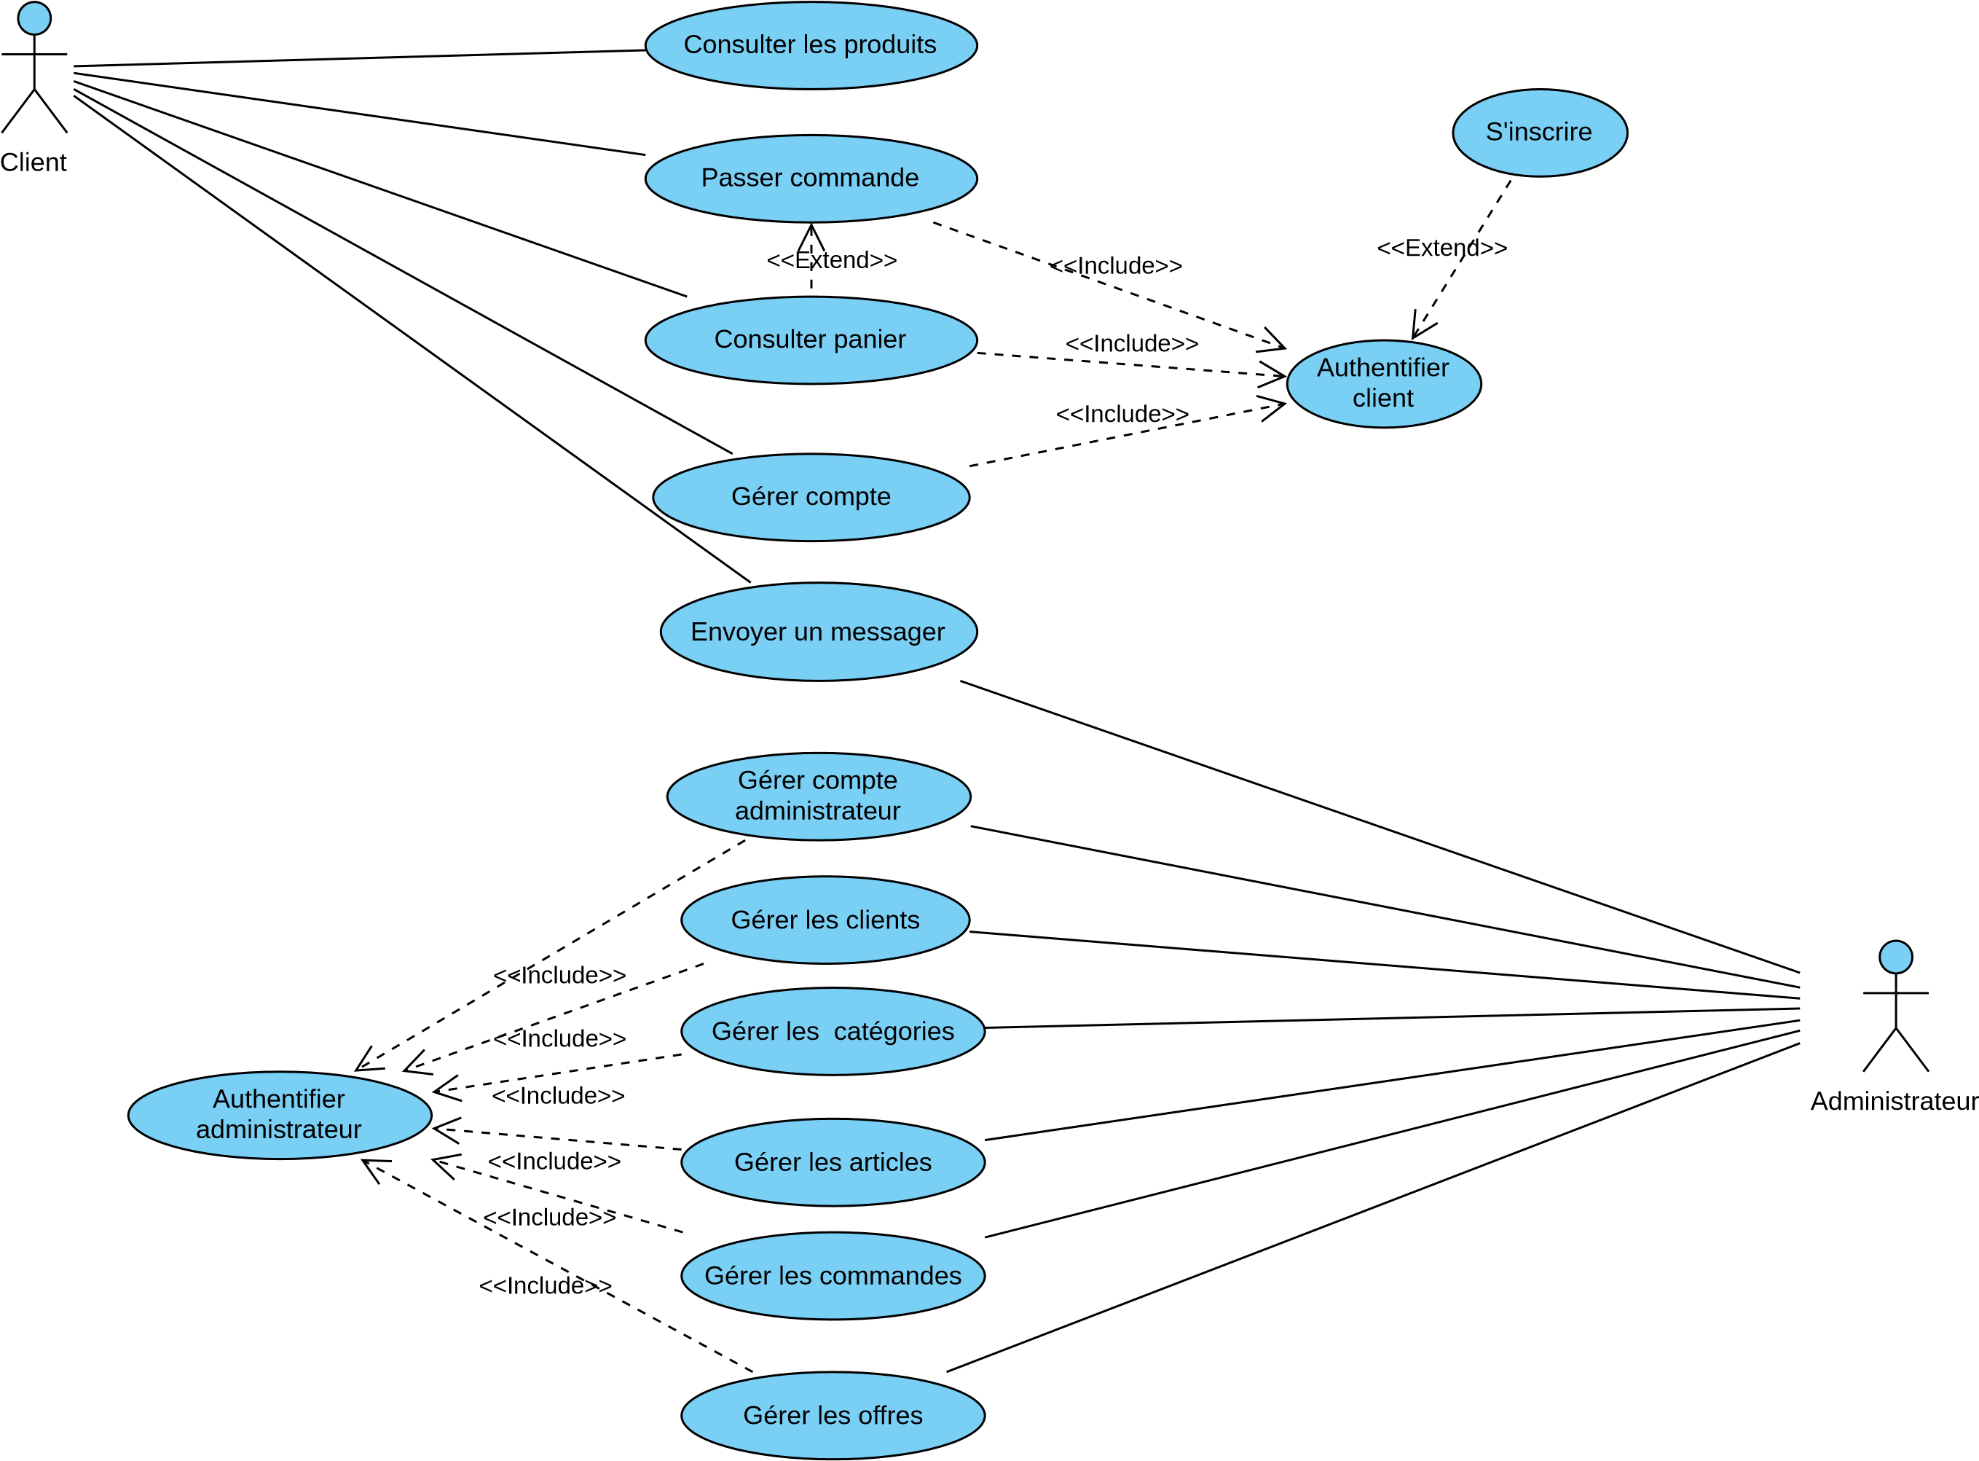 Consulter les produits
Client
S'inscrire
Passer commande
<<Extend>>
<<Include>>
<<Extend>>
Consulter panier
<<Include>>
Authentifier
client
<<Include>>
Gérer compte
Envoyer un messager
Gérer compte
administrateur
Gérer les clients
<<Include>>
Gérer les  catégories
<<Include>>
<<Include>>
Authentifier
administrateur
Administrateur
<<Include>>
Gérer les articles
<<Include>>
Gérer les commandes
<<Include>>
Gérer les offres